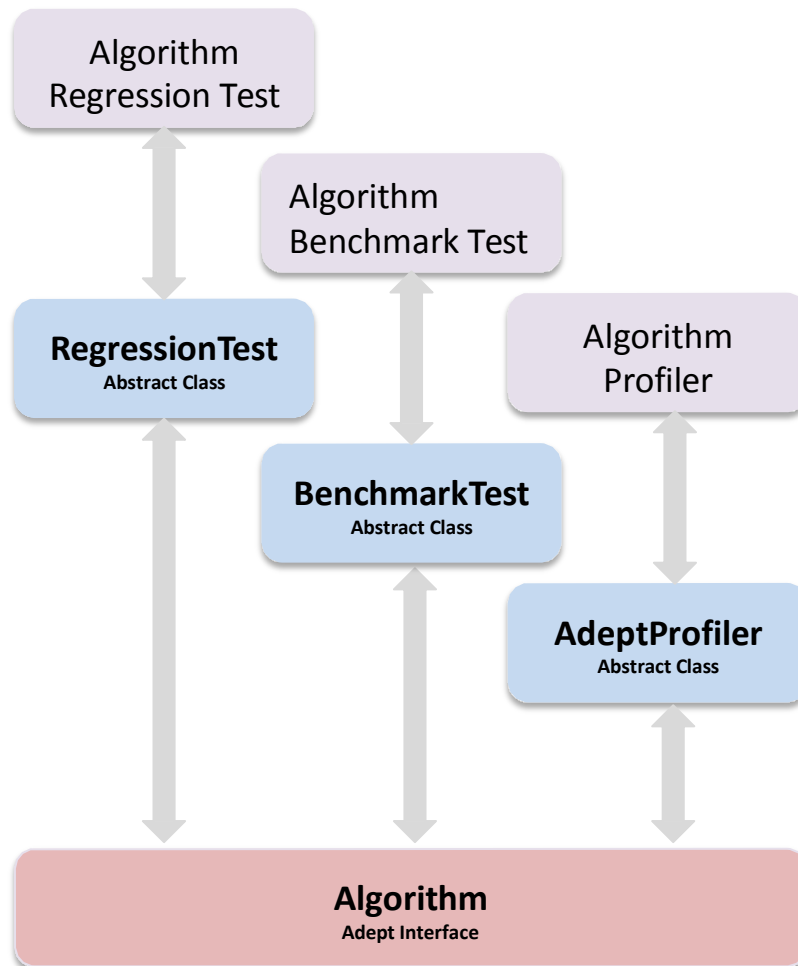 Algorithm
Regression Test
Algorithm
Benchmark Test
RegressionTest
Abstract Class
Algorithm
Profiler
BenchmarkTest
Abstract Class
AdeptProfiler
Abstract Class
Algorithm
Adept Interface